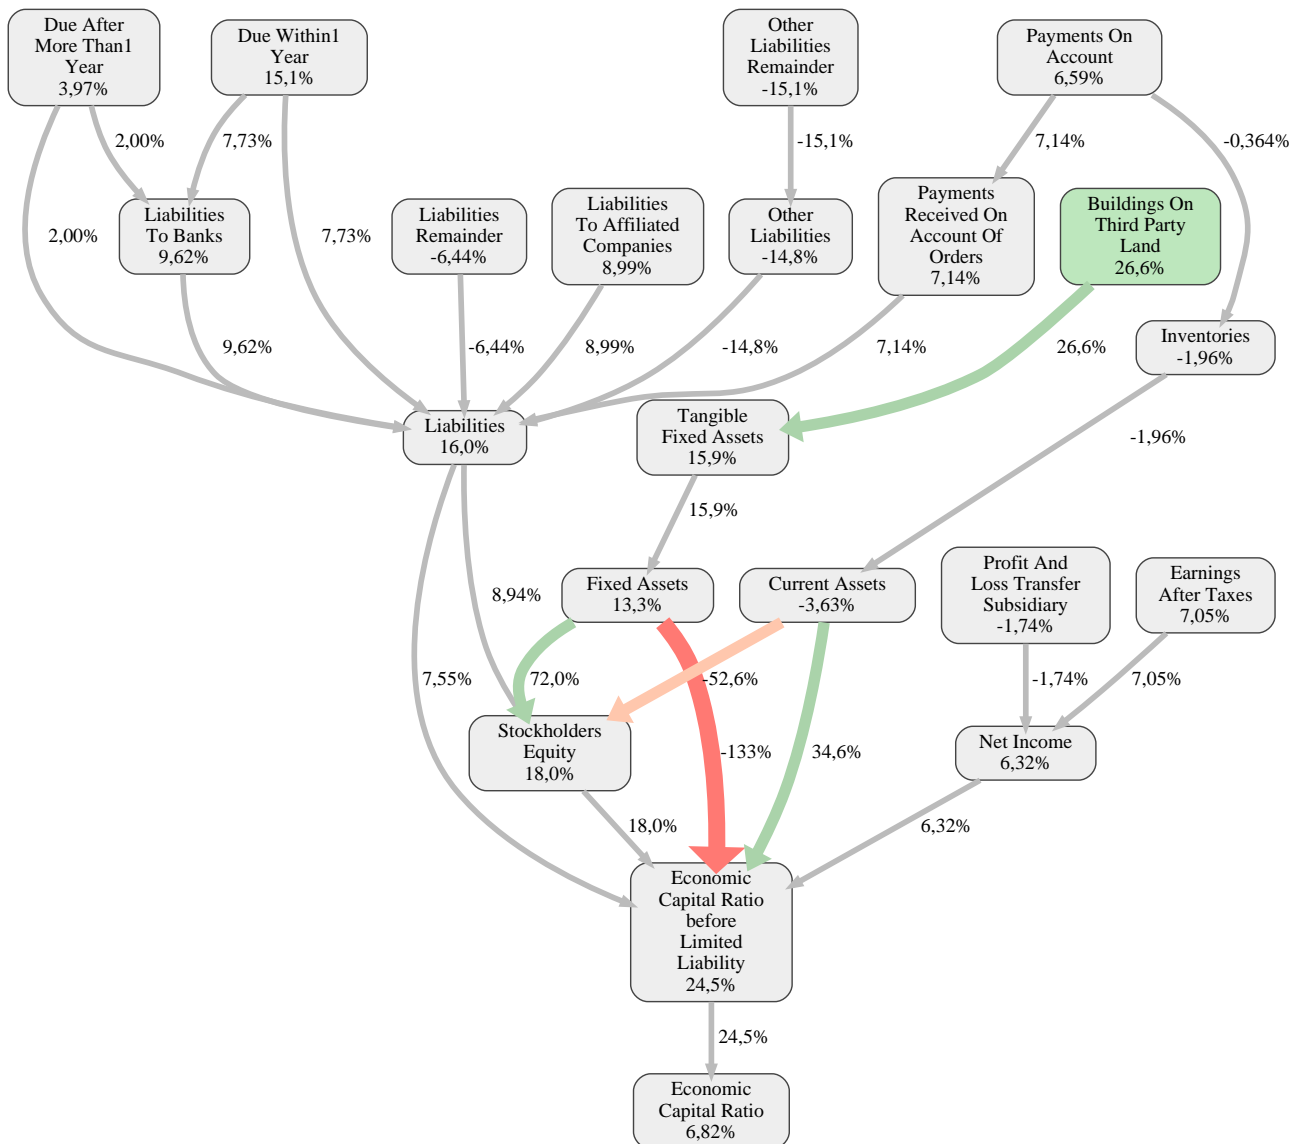 Due After
More Than1
Year
3,97%
Due Within1
Year
15,1%
Other
Liabilities
Remainder
-15,1%
Payments On
Account
6,59%
2,00%
7,73%
-15,1%
7,14%
-0,364%
Liabilities
To Banks
9,62%
Liabilities
Remainder
-6,44%
Liabilities
To Affiliated
Companies
8,99%
Other
Liabilities
-14,8%
Payments
Received On
Account Of
Orders
7,14%
Buildings On
Third Party
Land
26,6%
2,00%
7,73%
9,62%
-6,44%
8,99%
-14,8%
7,14%
26,6%
Inventories
-1,96%
Liabilities
16,0%
Tangible
Fixed Assets
15,9%
-1,96%
15,9%
8,94%
Fixed Assets
13,3%
Current Assets
-3,63%
Profit And
Loss Transfer
Subsidiary
-1,74%
Earnings
After Taxes
7,05%
7,55%
72,0%
-52,6%
-1,74%
7,05%
Stockholders
Equity
18,0%
-133%
34,6%
Net Income
6,32%
18,0%
6,32%
Economic
Capital Ratio
before
Limited
Liability
24,5%
24,5%
Economic
Capital Ratio
6,82%